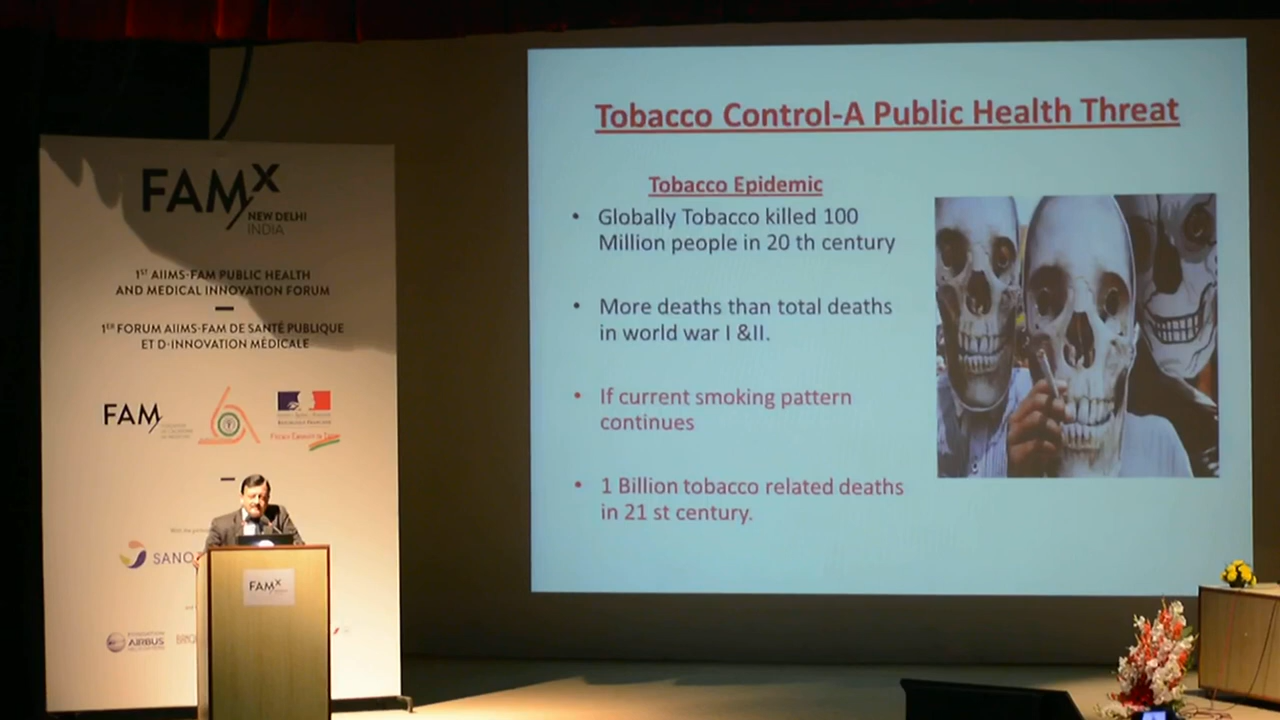 FAMX
NEW DELHI
INDIA
1ST AIIMS-FAM PUBLIC HEALTH
AND MEDICAL INNOVATION FORUM
1ER FORUM AIIMS-FAM DE SANTÉ PUBLIQUE
ET D-INNOVATION MÉDICALE
FAM
SANO
AIRBUS
FAMX
Tobacco Control-A Public Health Threat
Tobacco Epidemic
• Globally Tobacco killed 100
Million people in 20 th century
• More deaths than total deaths
in world war I &II.
• If current smoking pattern
continues
• 1 Billion tobacco related deaths
in 21 st century.